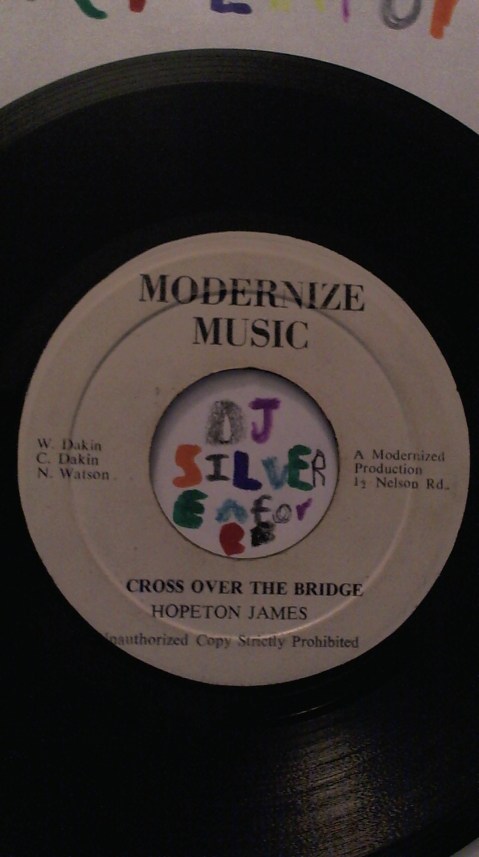 MODERNIZE
MUSIC
W. Dakin
C. Dakin
N. Watson
A Modernized
Production
12 Nelson Rd.
DJ
SILVER
CROSS OVER THE BRIDGE
HOPETON JAMES
Copy Strictly Prohibited